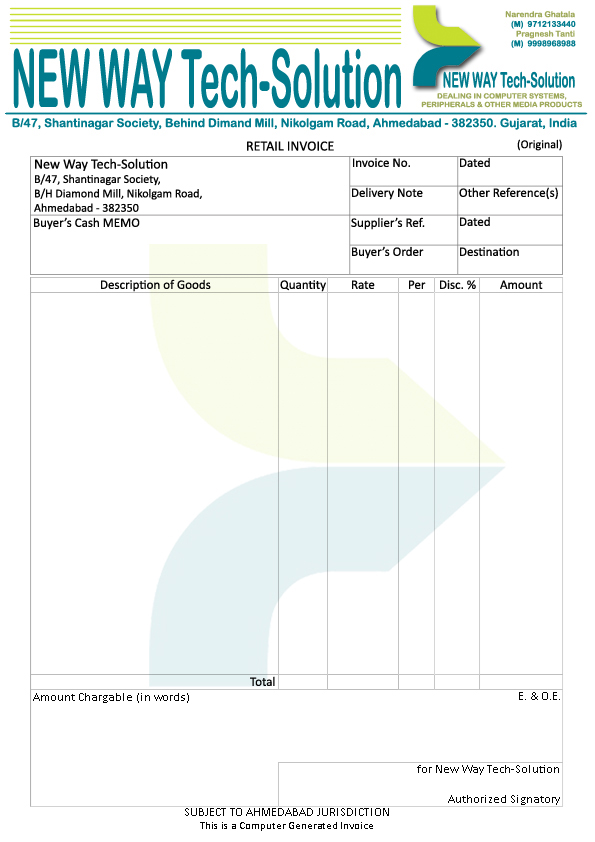 Narendra Ghatala
(M) 9712133440
Pragnesh Tanti
(M) 9998968988
NEW WAY Tech-Solution
NEW WAY Tech-Solution
DEALING IN COMPUTER SYSTEMS,
PERIPHERALS & OTHER MEDIA PRODUCTS
B/47, Shantinagar Society, Behind Dimand Mill, Nikolgam Road, Ahmedabad - 382350. Gujarat, India
RETAIL INVOICE (Original)
New Way Tech-Solution
B/47, Shantinagar Society,
B/H Diamond Mill, Nikolgam Road,
Ahmedabad - 382350
Invoice No. Dated
Delivery Note Other Reference(s)
Buyer's Cash MEMO
Supplier's Ref. Dated
Buyer's Order Destination
Description of Goods Quantity Rate Per Disc. % Amount
Total
Amount Chargable (in words) E. & O.E.
for New Way Tech-Solution
Authorized Signatory
SUBJECT TO AHMEDABAD JURISDICTION
This is a Computer Generated Invoice